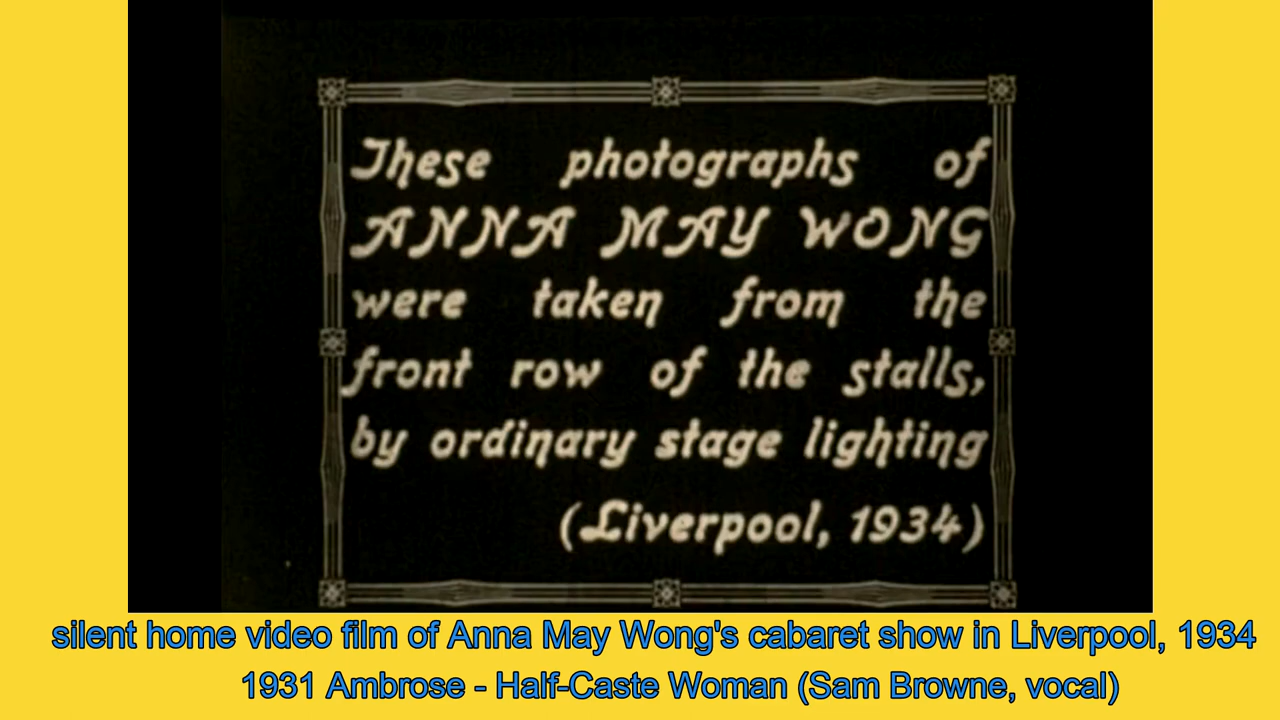 These photographs of
ANNA MAY WONG
were taken from the
front row of the stalls,
by ordinary stage lighting
(Liverpool, 1934)
silent home video film of Anna May Wong's cabaret show in Liverpool, 1934
1931 Ambrose - Half-Caste Woman (Sam Browne, vocal)